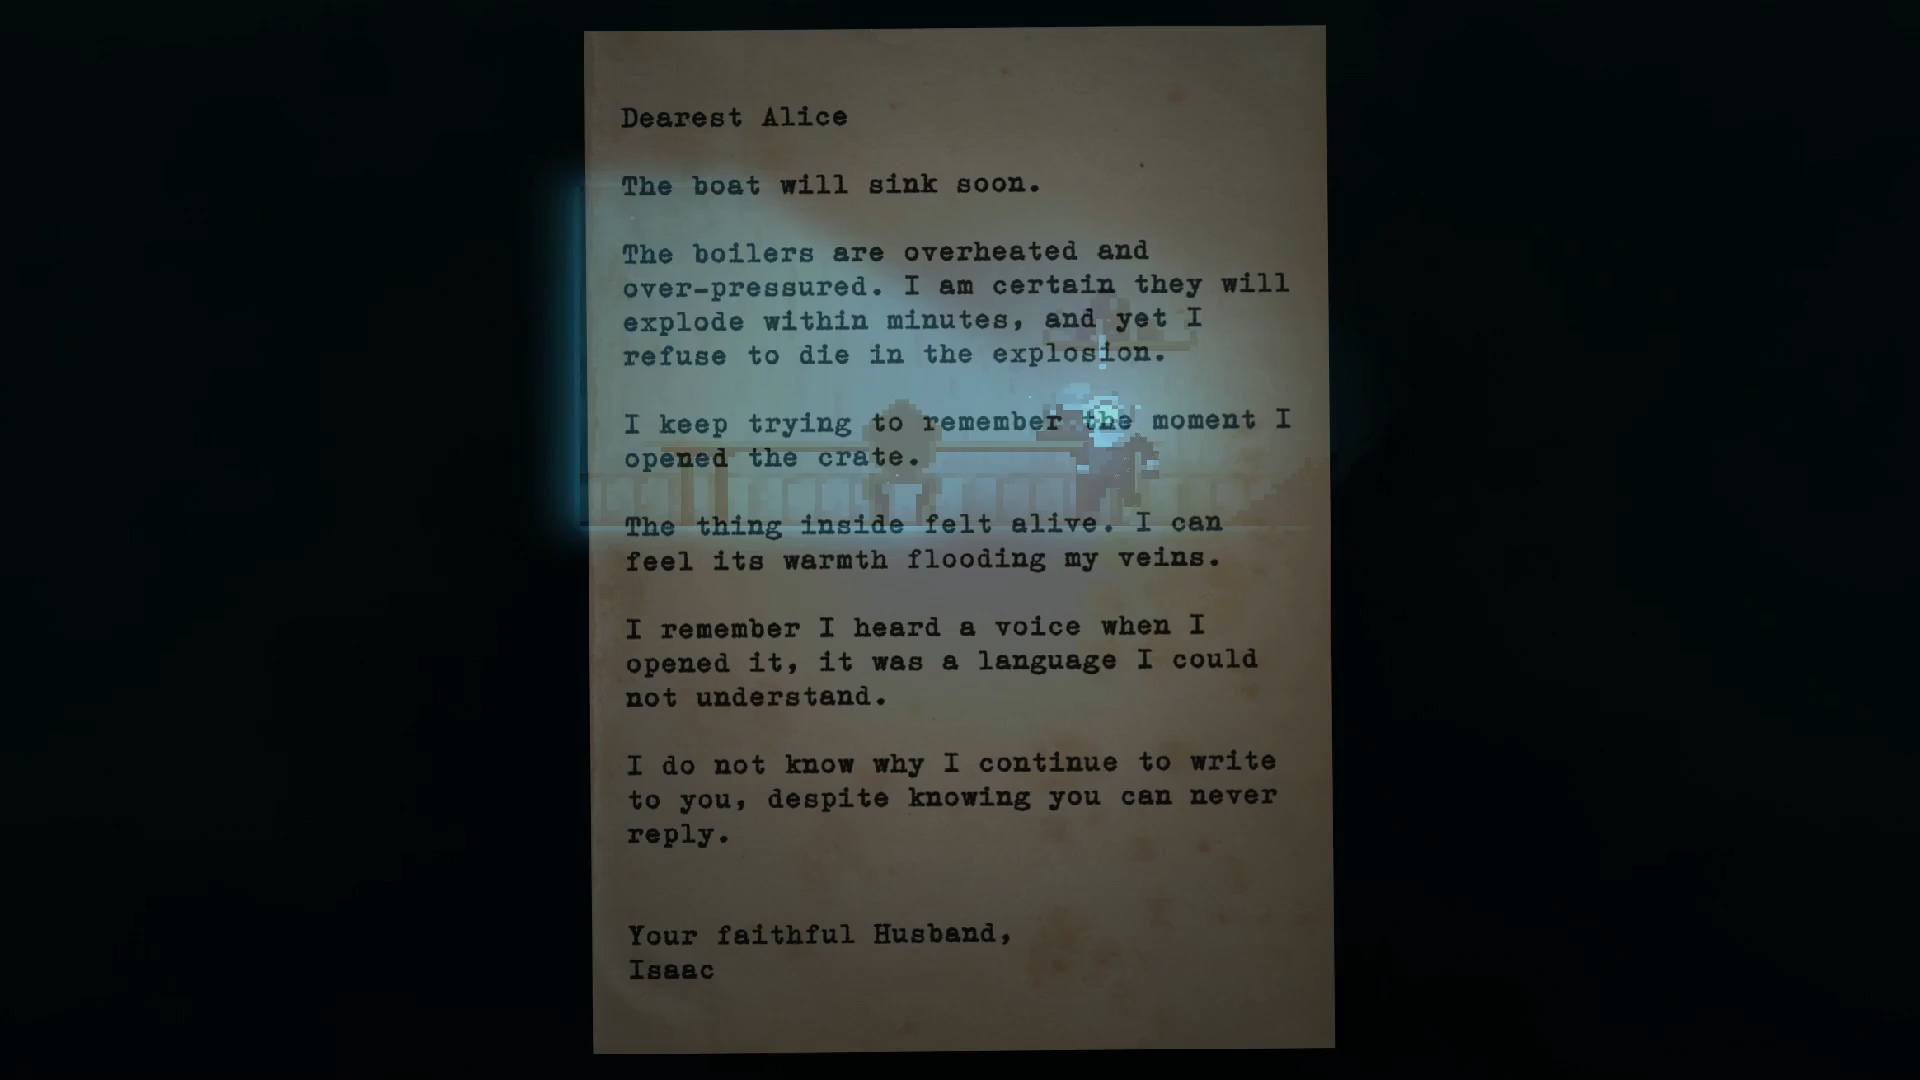 Dearest Alice
The boat will sink soon.
The boilers are overheated and
over-pressured. I am certain they will
explode within minutes, and yet I
refuse to die in the explosion.
I keep trying to remember the moment I
opened the crate.
The thing inside felt alive. I can
feel its warmth flooding my veins.
I remember I heard a voice when I
opened it, it was a language I could
not understand.
I do not know why I continue to write
to you, despite knowing you can never
reply.
Your faithful Husband,
Isaac